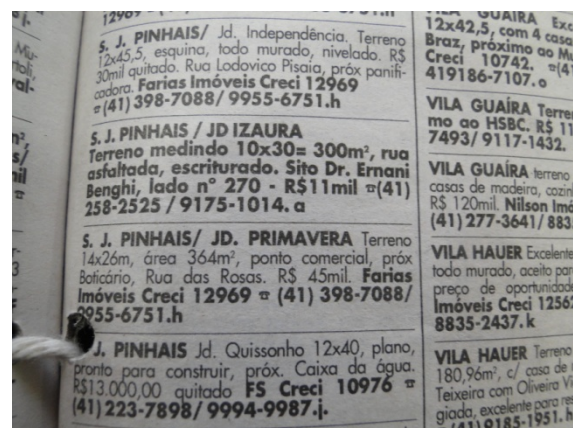 S. J. PINHAIS/ Jd. Independência. Terreno
12x45,5, esquina, todo murado, nivelado. R$
30mil quitado. Rua Lodovico Pisaia, próx panifi-
cadora. Farias Imóveis Creci 12969
☎(41) 398-7088/ 9955-6751.h
S. J. PINHAIS / JD IZAURA
Terreno medindo 10x30= 300m², rua
asfaltada, escriturado. Sito Dr. Ernani
Benghi, lado n° 270 - R$11mil ☎(41)
258-2525 / 9175-1014. a
S. J. PINHAIS/ JD. PRIMAVERA Terreno
14x26m, área 364m², ponto comercial, próx
Boticário, Rua das Rosas. R$ 45mil. Farias
Imóveis Creci 12969 ☎ (41) 398-7088/
9955-6751.h
J. PINHAIS Jd. Quissonho 12x40, plano,
pronto para construir, próx. Caixa da água.
R$13.000,00 quitado FS Creci 10976 ☎
(41) 223-7898/ 9994-9987.j.
VILA GUAÍRA
12x42,5, com 4
Braz, próximo ao
Creci 10742.
419186-7107.o
VILA GUAÍRA
mo ao HSBC. R$
7493/ 9117-1432.
VILA GUAÍRA terreno
casas de madeira,
R$ 120mil. Nilson
(41) 277-3641/
VILA HAUER Excelente
todo murado, aceito
preço de
Imóveis Creci
8835-2437.k
VILA HAUER Terreno
180,96m², c/ casa de
Teixeira com Oliveira
giada, excelente para
(41) 9185-1951.